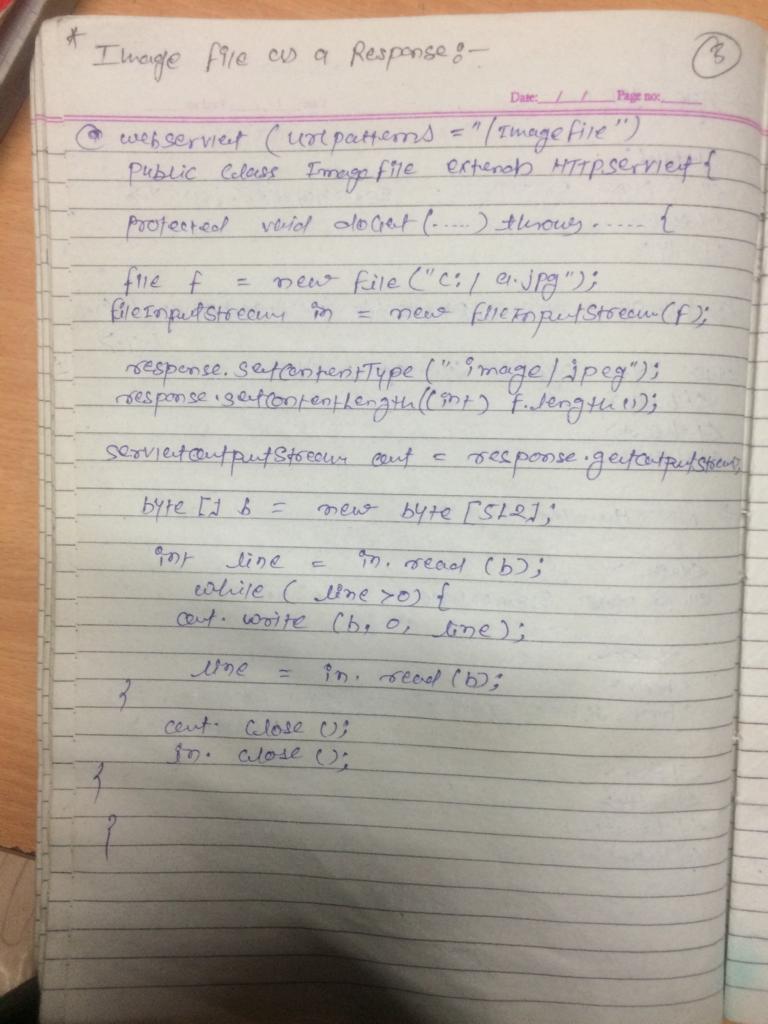 * Image file as a Response:-
3
Date: / / Page no:
@ webservlet (urlpatterns = "/Imagefile")
Public Class Imagefile extends HTTPservlet {
Protected void doGet (.....) throws ..... {
file f = new file ("c:/ a.jpg");
fileInputStream in = new fileInputStream(f);
response.setContentType (" image/jpeg");
response.setContentLength((int) f.length());
servletoutputStream out = response.getoutputStream;
byte [] b = new byte [512];
int line = in.read (b);
while ( line >0) {
out. write (b, 0, line);
line = in. read (b);
}
out. close ();
in. close ();
}
}